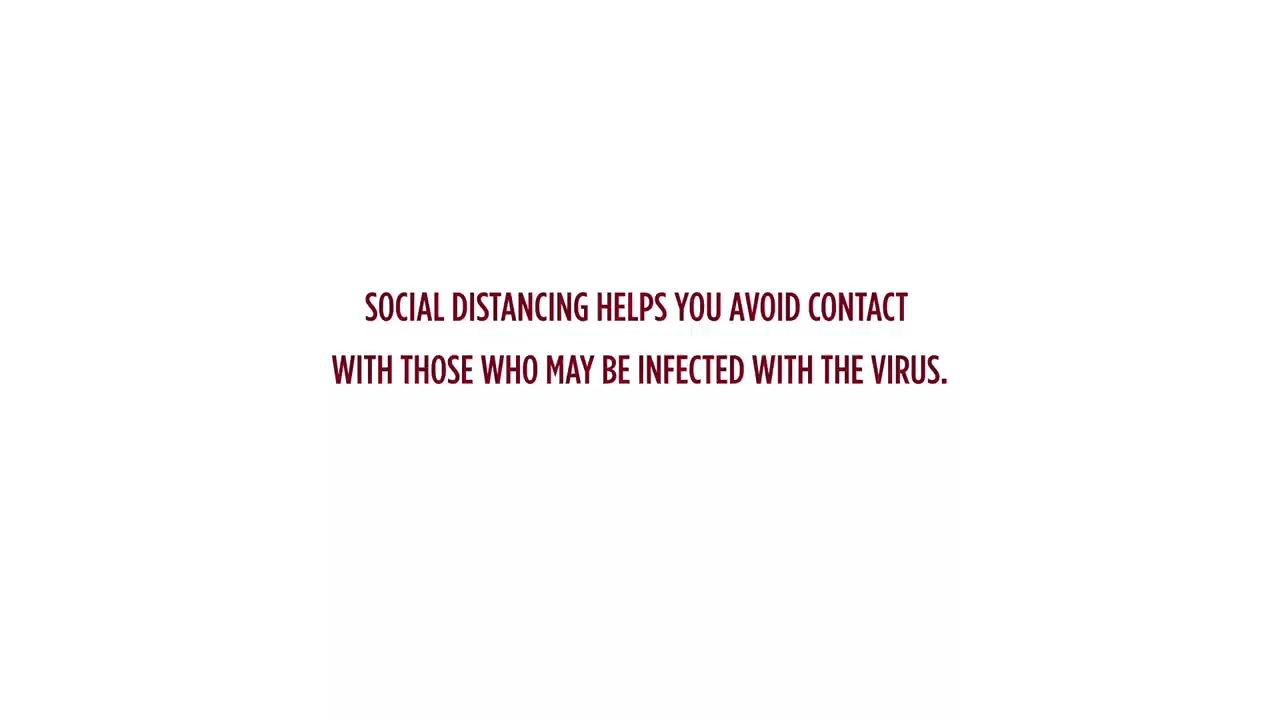 SOCIAL DISTANCING HELPS YOU AVOID CONTACT
WITH THOSE WHO MAY BE INFECTED WITH THE VIRUS.